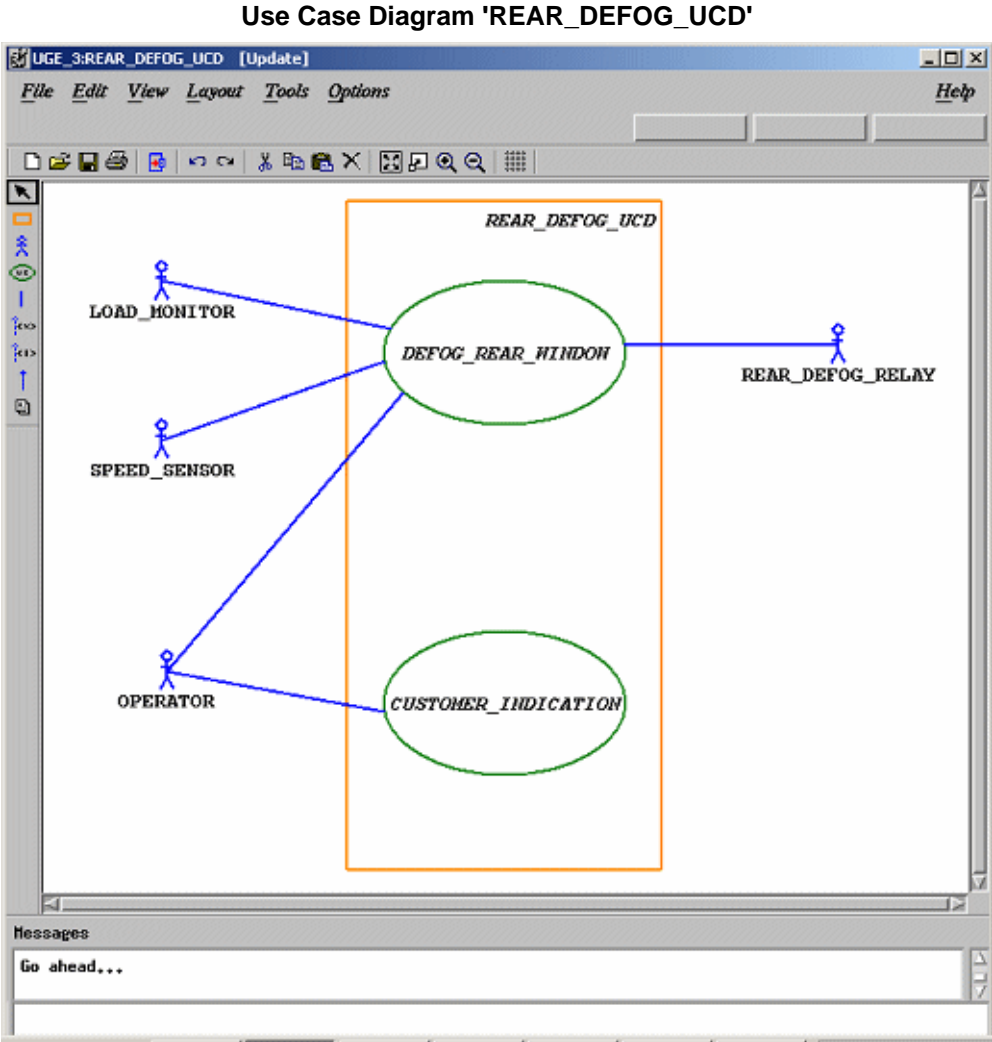 Use Case Diagram 'REAR_DEFOG_UCD'
UGE_3:REAR_DEFOG_UCD [Update]
File Edit View Layout Tools Options Help
REAR_DEFOG_UCD
LOAD_MONITOR
DEFOG_REAR_WINDOW
REAR_DEFOG_RELAY
SPEED_SENSOR
OPERATOR
CUSTOMER_INDICATION
Messages
Go ahead...